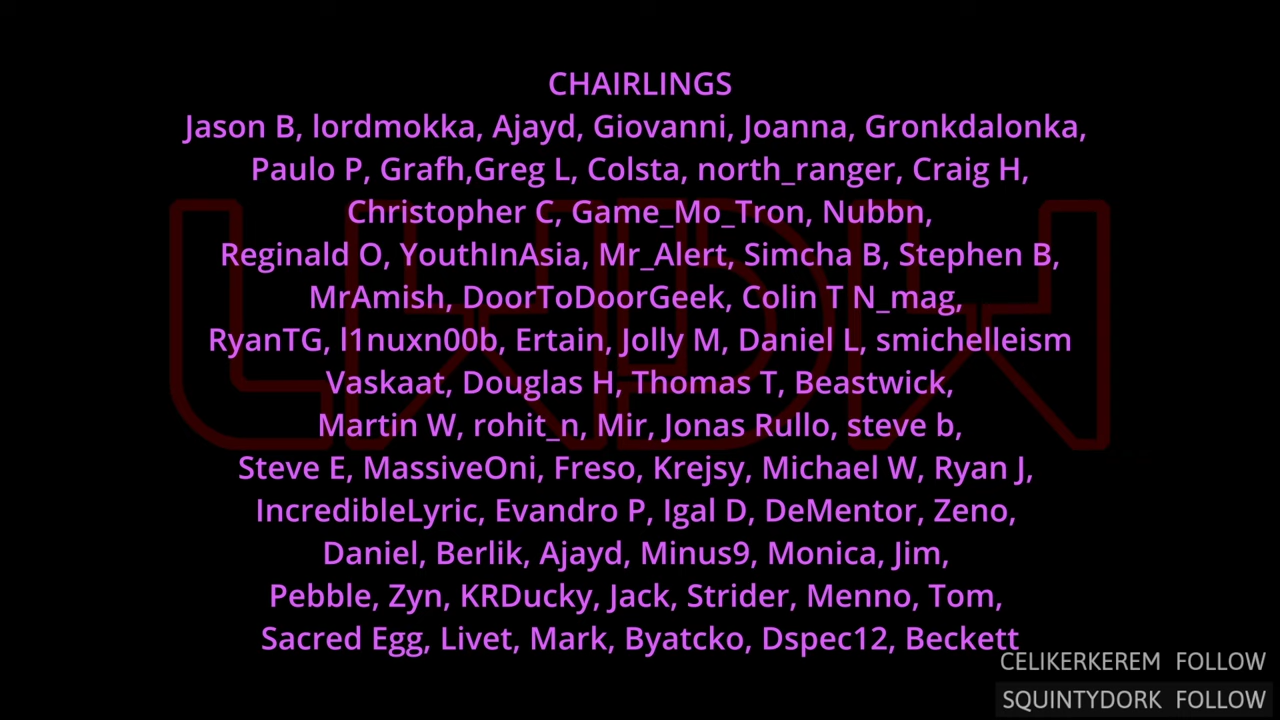 CHAIRLINGS
Jason B, lordmokka, Ajayd, Giovanni, Joanna, Gronkdalonka,
Paulo P, Grafh,Greg L, Colsta, north_ranger, Craig H,
Christopher C, Game_Mo_Tron, Nubbn,
Reginald O, YouthInAsia, Mr_Alert, Simcha B, Stephen B,
MrAmish, DoorToDoorGeek, Colin T N_mag,
RyanTG, l1nuxn00b, Ertain, Jolly M, Daniel L, smichelleism
Vaskaat, Douglas H, Thomas T, Beastwick,
Martin W, rohit_n, Mir, Jonas Rullo, steve b,
Steve E, MassiveOni, Freso, Krejsy, Michael W, Ryan J,
IncredibleLyric, Evandro P, Igal D, DeMentor, Zeno,
Daniel, Berlik, Ajayd, Minus9, Monica, Jim,
Pebble, Zyn, KRDucky, Jack, Strider, Menno, Tom,
Sacred Egg, Livet, Mark, Byatcko, Dspec12, Beckett
CELIKERKEREM FOLLOW
SQUINTYDORK FOLLOW